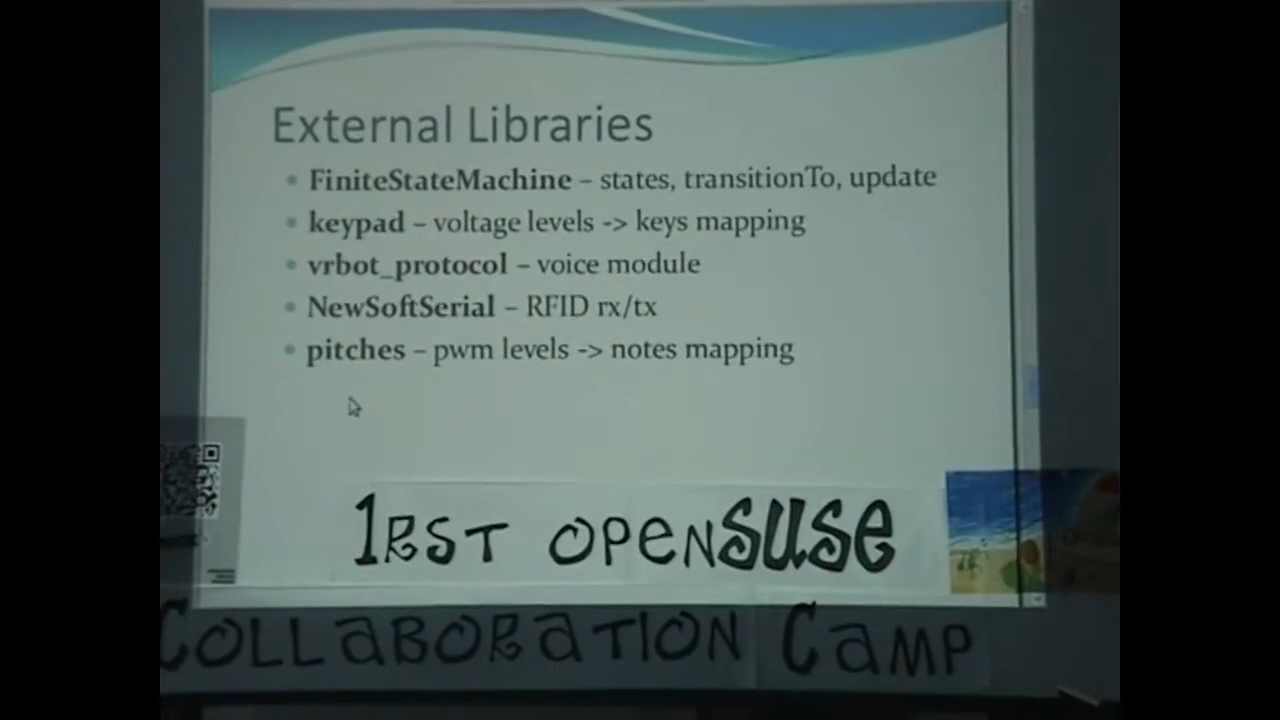 External Libraries
• FiniteStateMachine – states, transitionTo, update
• keypad – voltage levels -> keys mapping
• vrbot_protocol – voice module
• NewSoftSerial – RFID rx/tx
• pitches – pwm levels -> notes mapping
1RST OPENSUSE
COLLABORATION CAMP